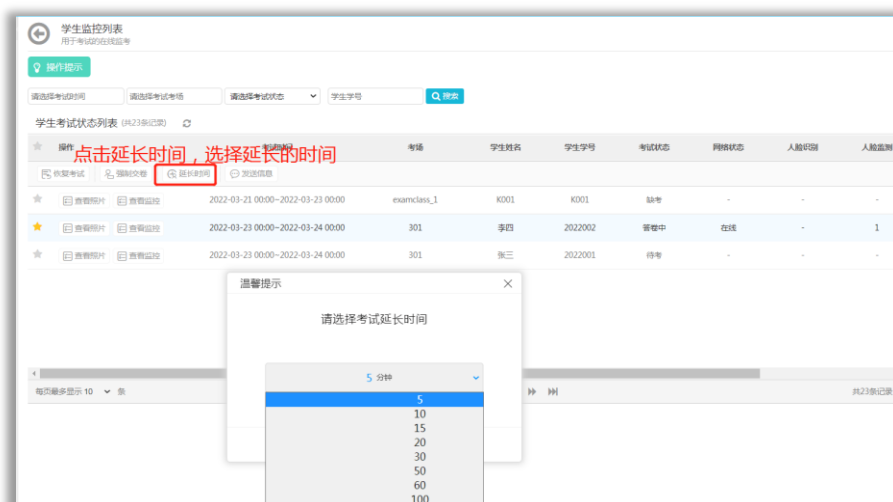 学生监控列表
用于考试的在线监考
操作提示
请选择考试时间 请选择考试考场 请选择考试状态 学生学号 搜索
学生考试状态列表 (共23条记录)
操作 考场 学生姓名 学生学号 考试状态 网络状态 人脸识别 人脸监测
点击延长时间，选择延长的时间
恢复考试 强制交卷 延长时间 发送信息
查看照片 查看监控 2022-03-21 00:00~2022-03-23 00:00 examclass_1 K001 K001 缺考 - - -
查看照片 查看监控 2022-03-23 00:00~2022-03-24 00:00 301 李四 2022002 答卷中 在线 - 1
查看照片 查看监控 2022-03-23 00:00~2022-03-24 00:00 301 张三 2022001 待考 - - -
温馨提示
请选择考试延长时间
5 分钟
每页最多显示 10 条 共23条记录
5
10
15
20
30
50
60
100